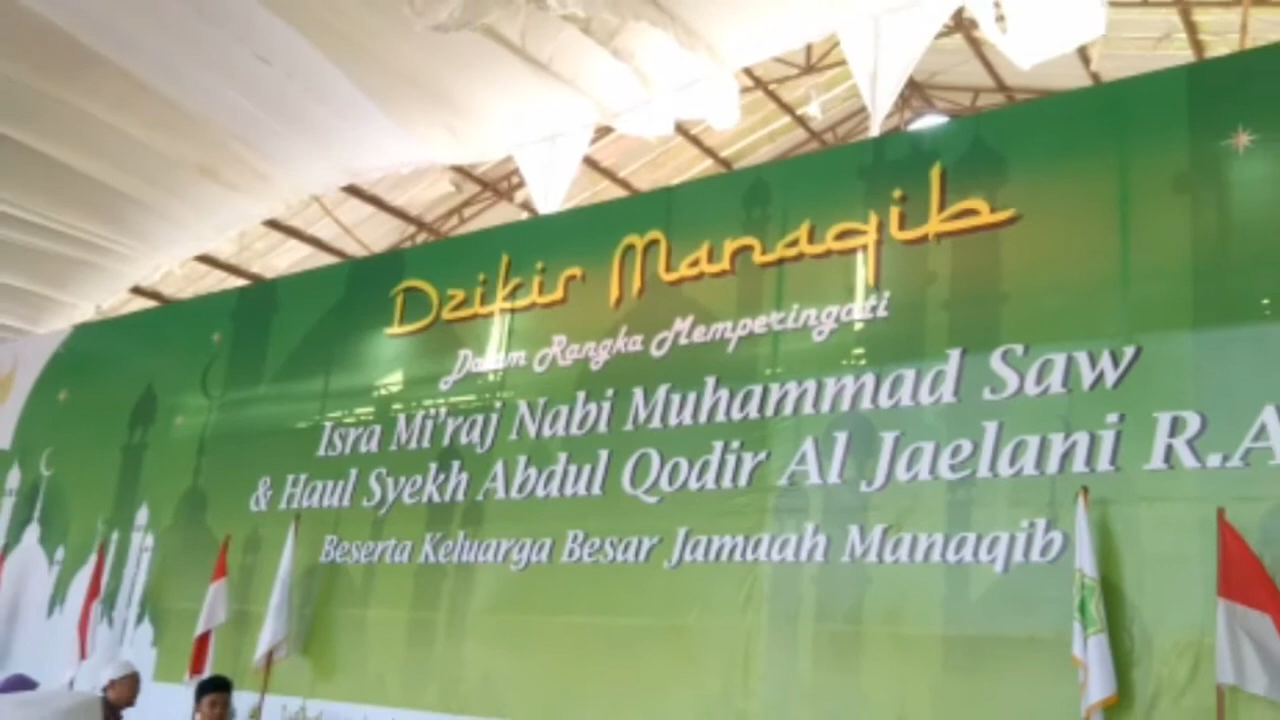 Dzikir Manaqib
Dalam Rangka Memperingati
Isra Mi'raj Nabi Muhammad Saw
& Haul Syekh Abdul Qodir Al Jaelani R.A
Beserta Keluarga Besar Jamaah Manaqib